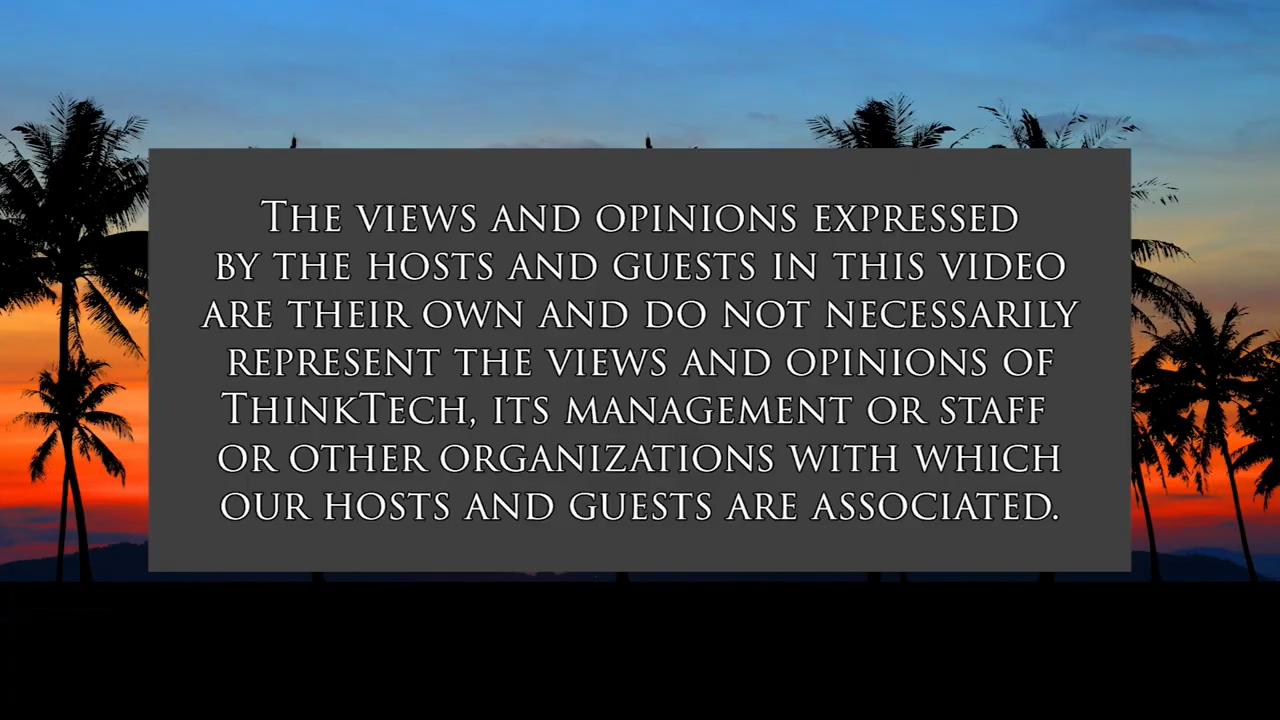 The views and opinions expressed
by the hosts and guests in this video
are their own and do not necessarily
represent the views and opinions of
ThinkTech, its management or staff
or other organizations with which
our hosts and guests are associated.